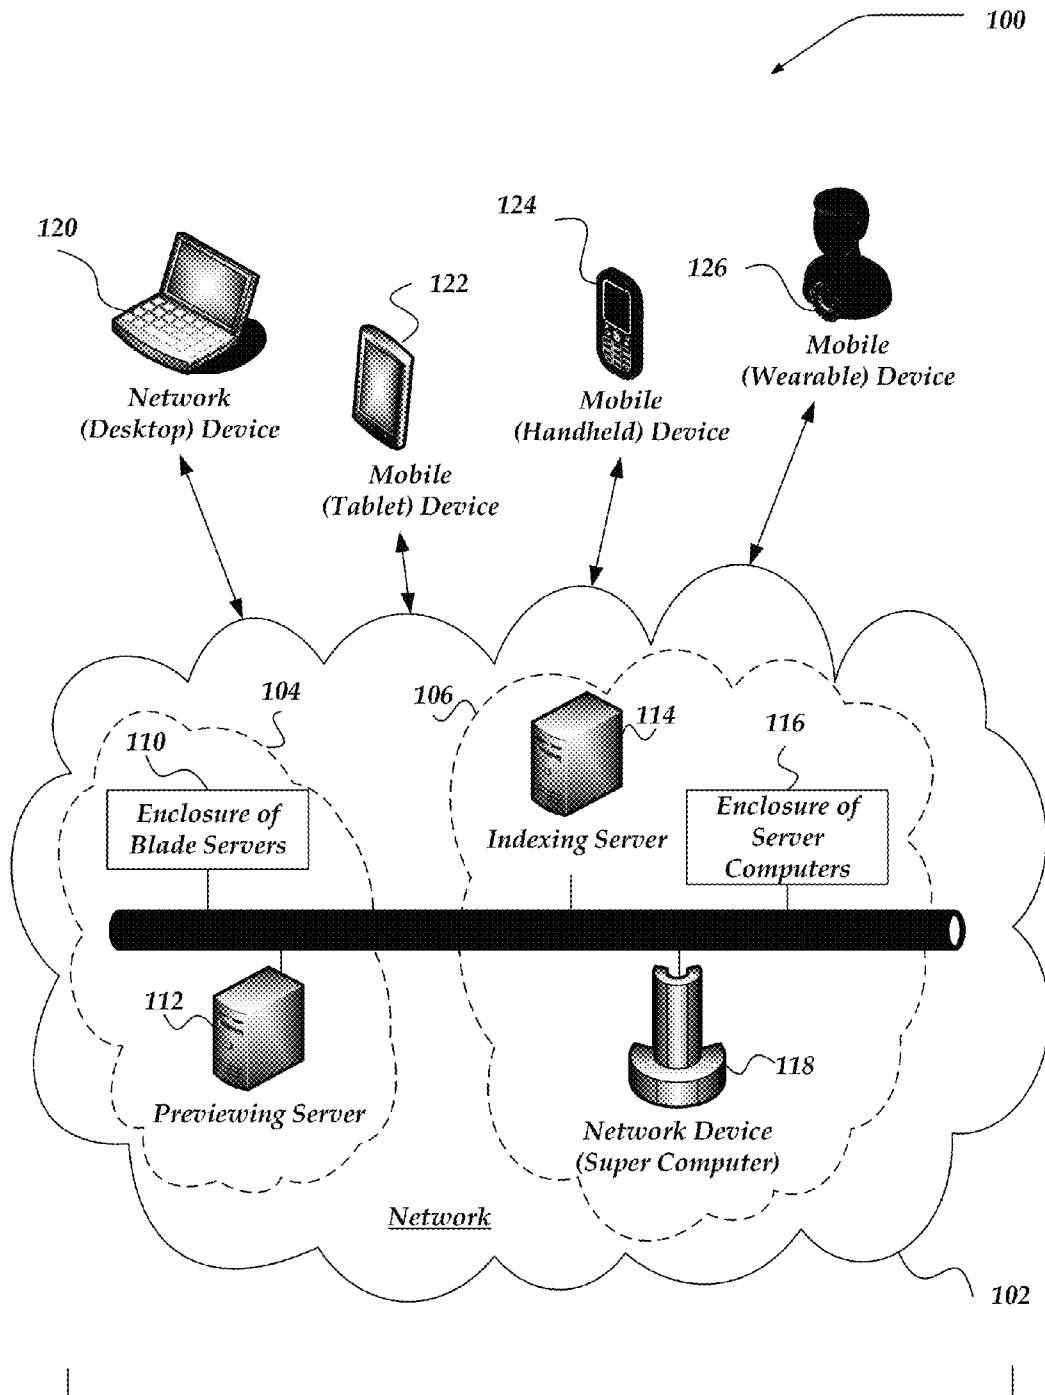 100
120
Network
(Desktop) Device
122
Mobile
(Tablet) Device
124
Mobile
(Handheld) Device
126
Mobile
(Wearable) Device
104
110
Enclosure of
Blade Servers
106
114
Indexing Server
116
Enclosure of
Server
Computers
112
Previewing Server
118
Network Device
(Super Computer)
Network
102